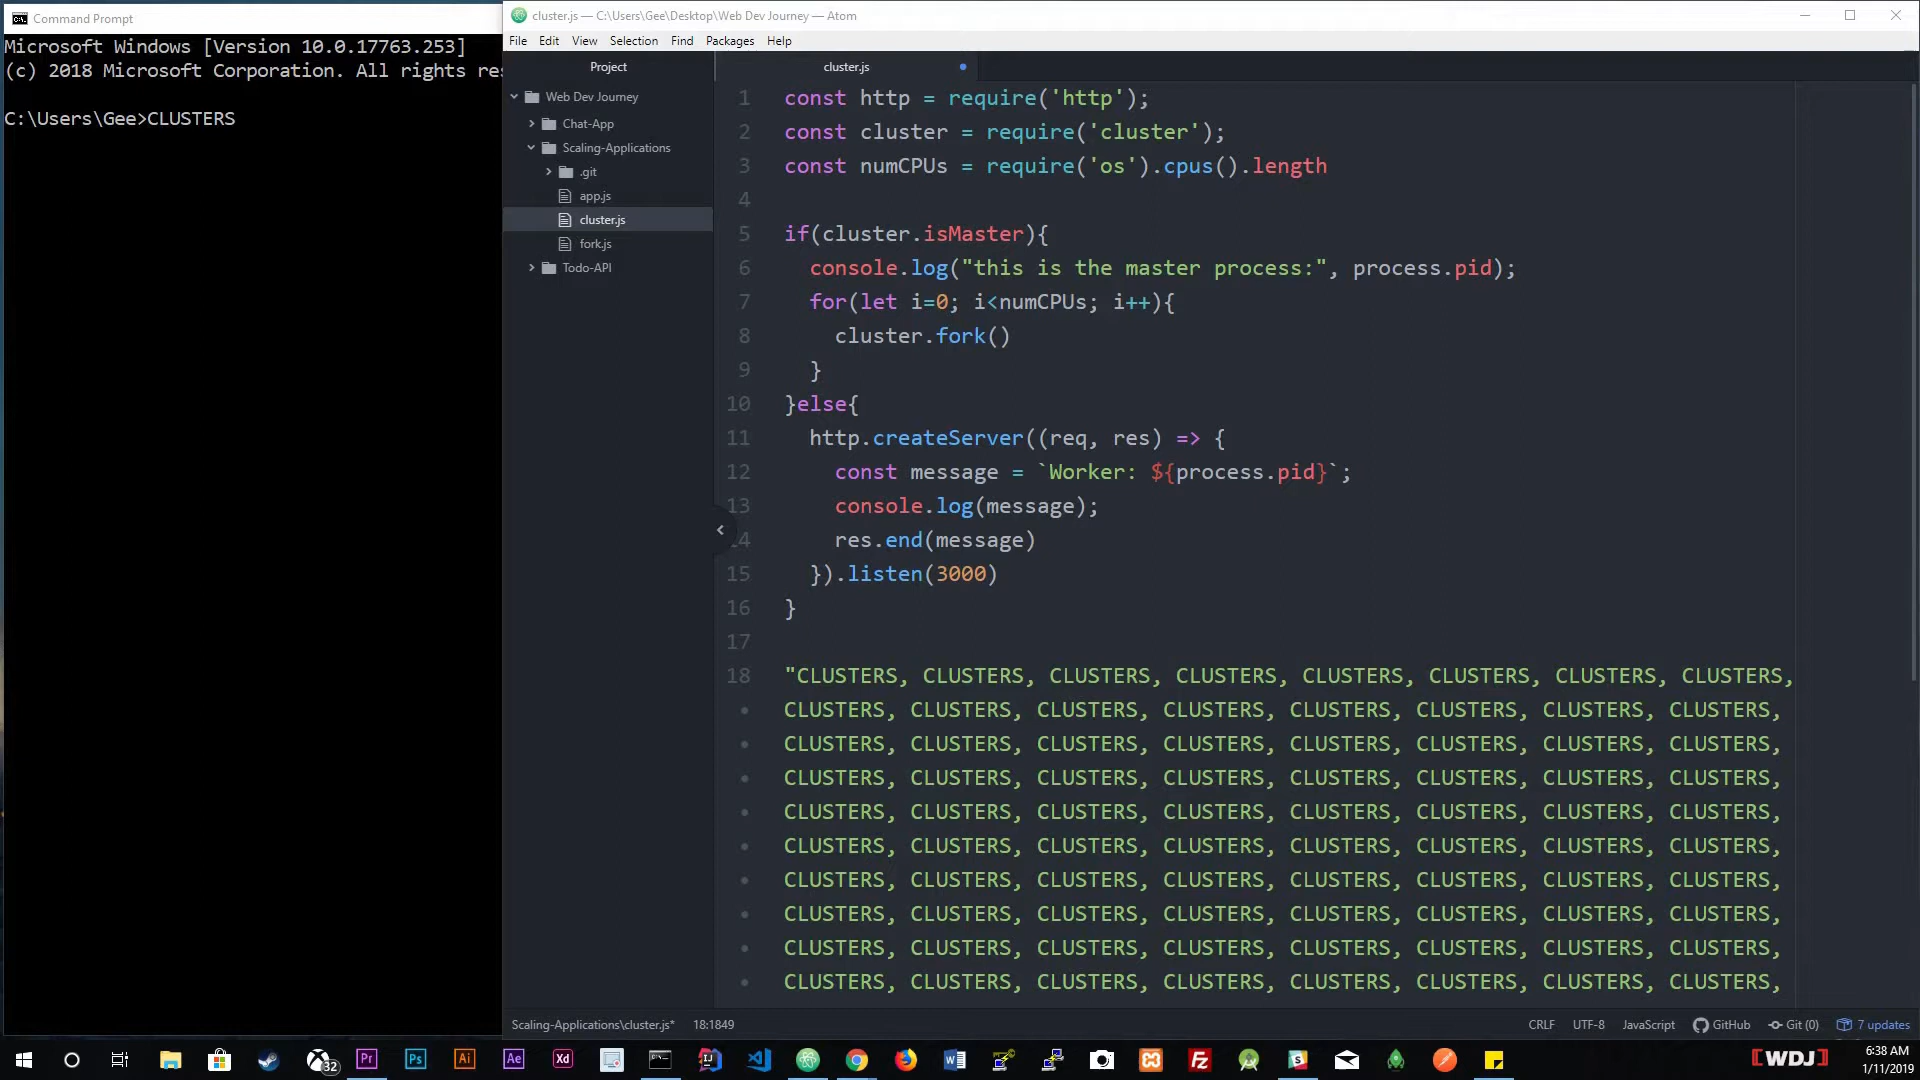 Command Prompt
Microsoft Windows [Version 10.0.17763.253]
(c) 2018 Microsoft Corporation. All rights res
C:\Users\Gee>CLUSTERS
cluster.js — C:\Users\Gee\Desktop\Web Dev Journey — Atom
File Edit View Selection Find Packages Help
Project
Web Dev Journey
Chat-App
Scaling-Applications
.git
app.js
cluster.js
fork.js
Todo-API
cluster.js
1 const http = require('http');
2 const cluster = require('cluster');
3 const numCPUs = require('os').cpus().length
4
5 if(cluster.isMaster){
6 console.log("this is the master process:", process.pid);
7 for(let i=0; i<numCPUs; i++){
8 cluster.fork()
9 }
10 }else{
11 http.createServer((req, res) => {
12 const message = `Worker: ${process.pid}`;
13 console.log(message);
14 res.end(message)
15 }).listen(3000)
16 }
17
18 "CLUSTERS, CLUSTERS, CLUSTERS, CLUSTERS, CLUSTERS, CLUSTERS, CLUSTERS, CLUSTERS,
CLUSTERS, CLUSTERS, CLUSTERS, CLUSTERS, CLUSTERS, CLUSTERS, CLUSTERS, CLUSTERS,
CLUSTERS, CLUSTERS, CLUSTERS, CLUSTERS, CLUSTERS, CLUSTERS, CLUSTERS, CLUSTERS,
CLUSTERS, CLUSTERS, CLUSTERS, CLUSTERS, CLUSTERS, CLUSTERS, CLUSTERS, CLUSTERS,
CLUSTERS, CLUSTERS, CLUSTERS, CLUSTERS, CLUSTERS, CLUSTERS, CLUSTERS, CLUSTERS,
CLUSTERS, CLUSTERS, CLUSTERS, CLUSTERS, CLUSTERS, CLUSTERS, CLUSTERS, CLUSTERS,
CLUSTERS, CLUSTERS, CLUSTERS, CLUSTERS, CLUSTERS, CLUSTERS, CLUSTERS, CLUSTERS,
CLUSTERS, CLUSTERS, CLUSTERS, CLUSTERS, CLUSTERS, CLUSTERS, CLUSTERS, CLUSTERS,
CLUSTERS, CLUSTERS, CLUSTERS, CLUSTERS, CLUSTERS, CLUSTERS, CLUSTERS, CLUSTERS,
CLUSTERS, CLUSTERS, CLUSTERS, CLUSTERS, CLUSTERS, CLUSTERS, CLUSTERS, CLUSTERS,
Scaling-Applications\cluster.js* 18:1849
CRLF UTF-8 JavaScript GitHub Git (0) 7 updates
32 Pr Ps Ai Ae Xd
[WDJ]
6:38 AM
1/11/2019